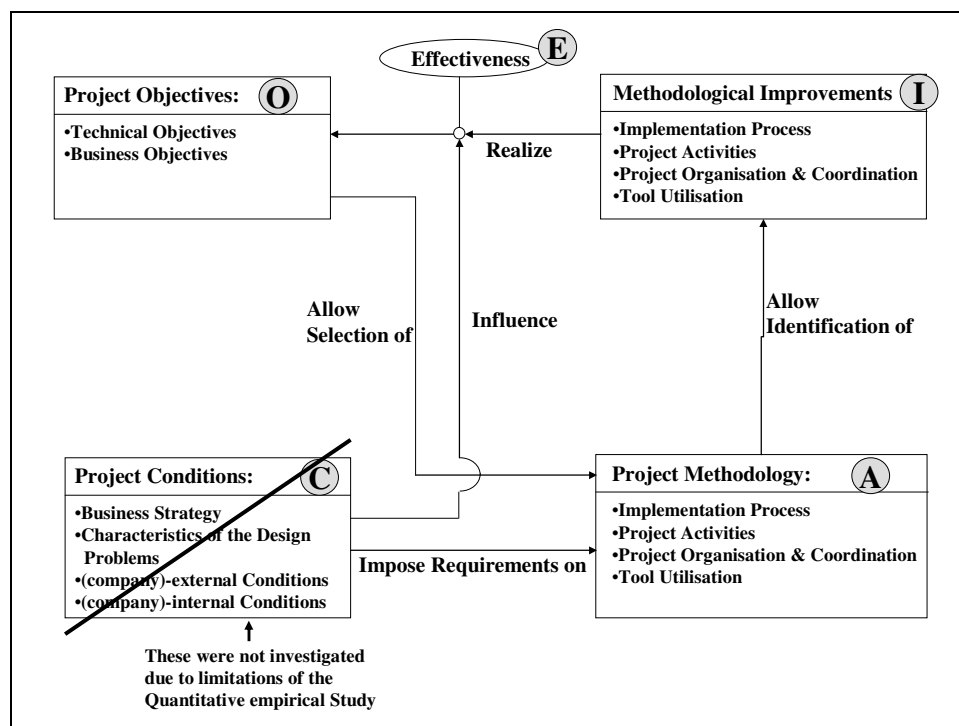 Effectiveness
E
Project Objectives:
O
•Technical Objectives
•Business Objectives
Methodological Improvements
I
•Implementation Process
•Project Activities
•Project Organisation & Coordination
•Tool Utilisation
Realize
Allow
Selection of
Influence
Allow
Identification of
Project Conditions:
C
•Business Strategy
•Characteristics of the Design
Problems
•(company)-external Conditions
•(company)-internal Conditions
Impose Requirements on
Project Methodology:
A
•Implementation Process
•Project Activities
•Project Organisation & Coordination
•Tool Utilisation
These were not investigated
due to limitations of the
Quantitative empirical Study